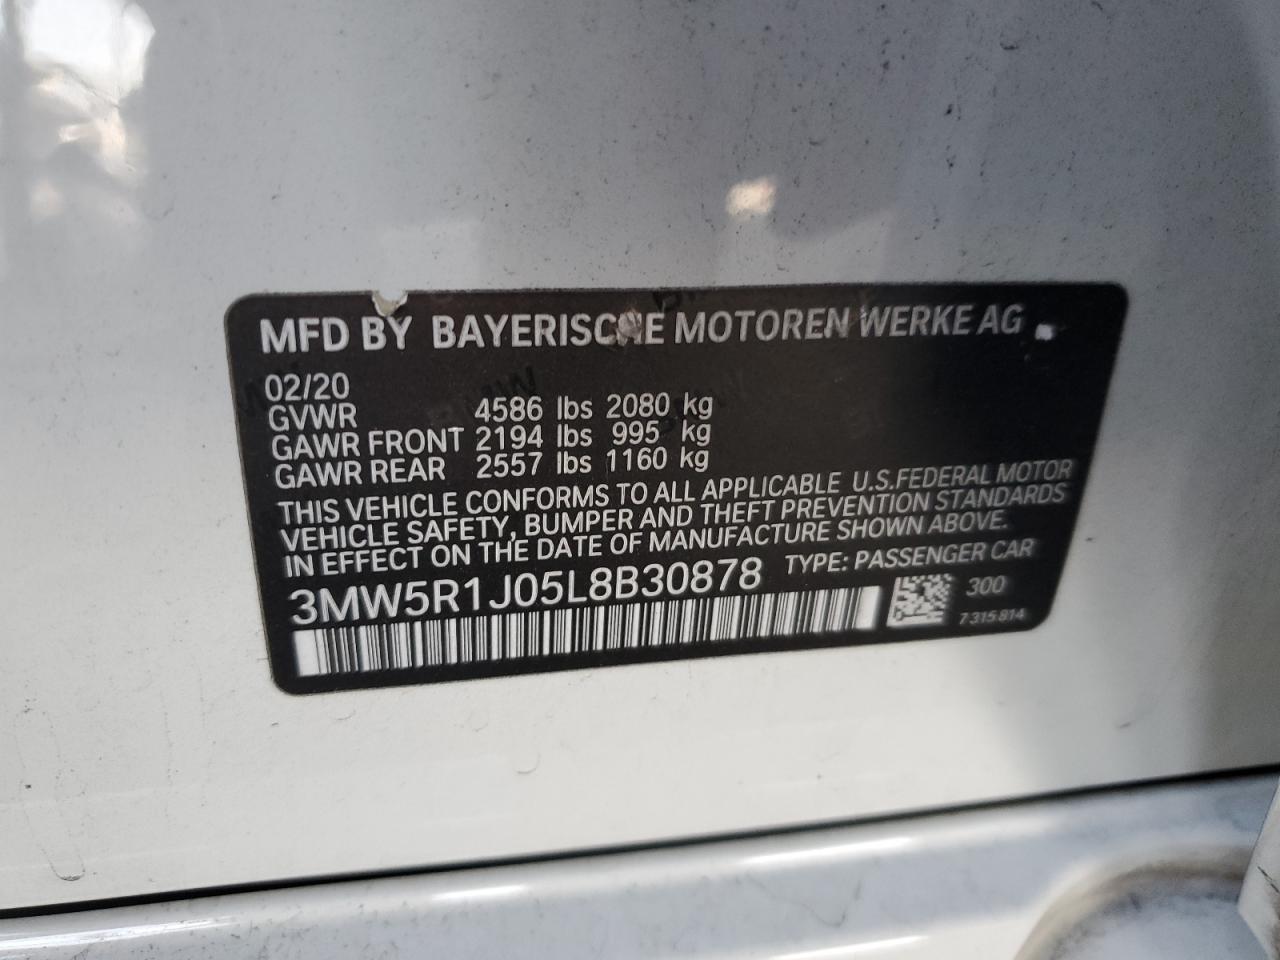 MFD BY BAYERISCHE MOTOREN WERKE AG
02/20
GVWR 4586 lbs 2080 kg
GAWR FRONT 2194 lbs 995 kg
GAWR REAR 2557 lbs 1160 kg
THIS VEHICLE CONFORMS TO ALL APPLICABLE U.S.FEDERAL MOTOR
VEHICLE SAFETY, BUMPER AND THEFT PREVENTION STANDARDS
IN EFFECT ON THE DATE OF MANUFACTURE SHOWN ABOVE.
3MW5R1J05L8B30878 TYPE: PASSENGER CAR
300
7315814